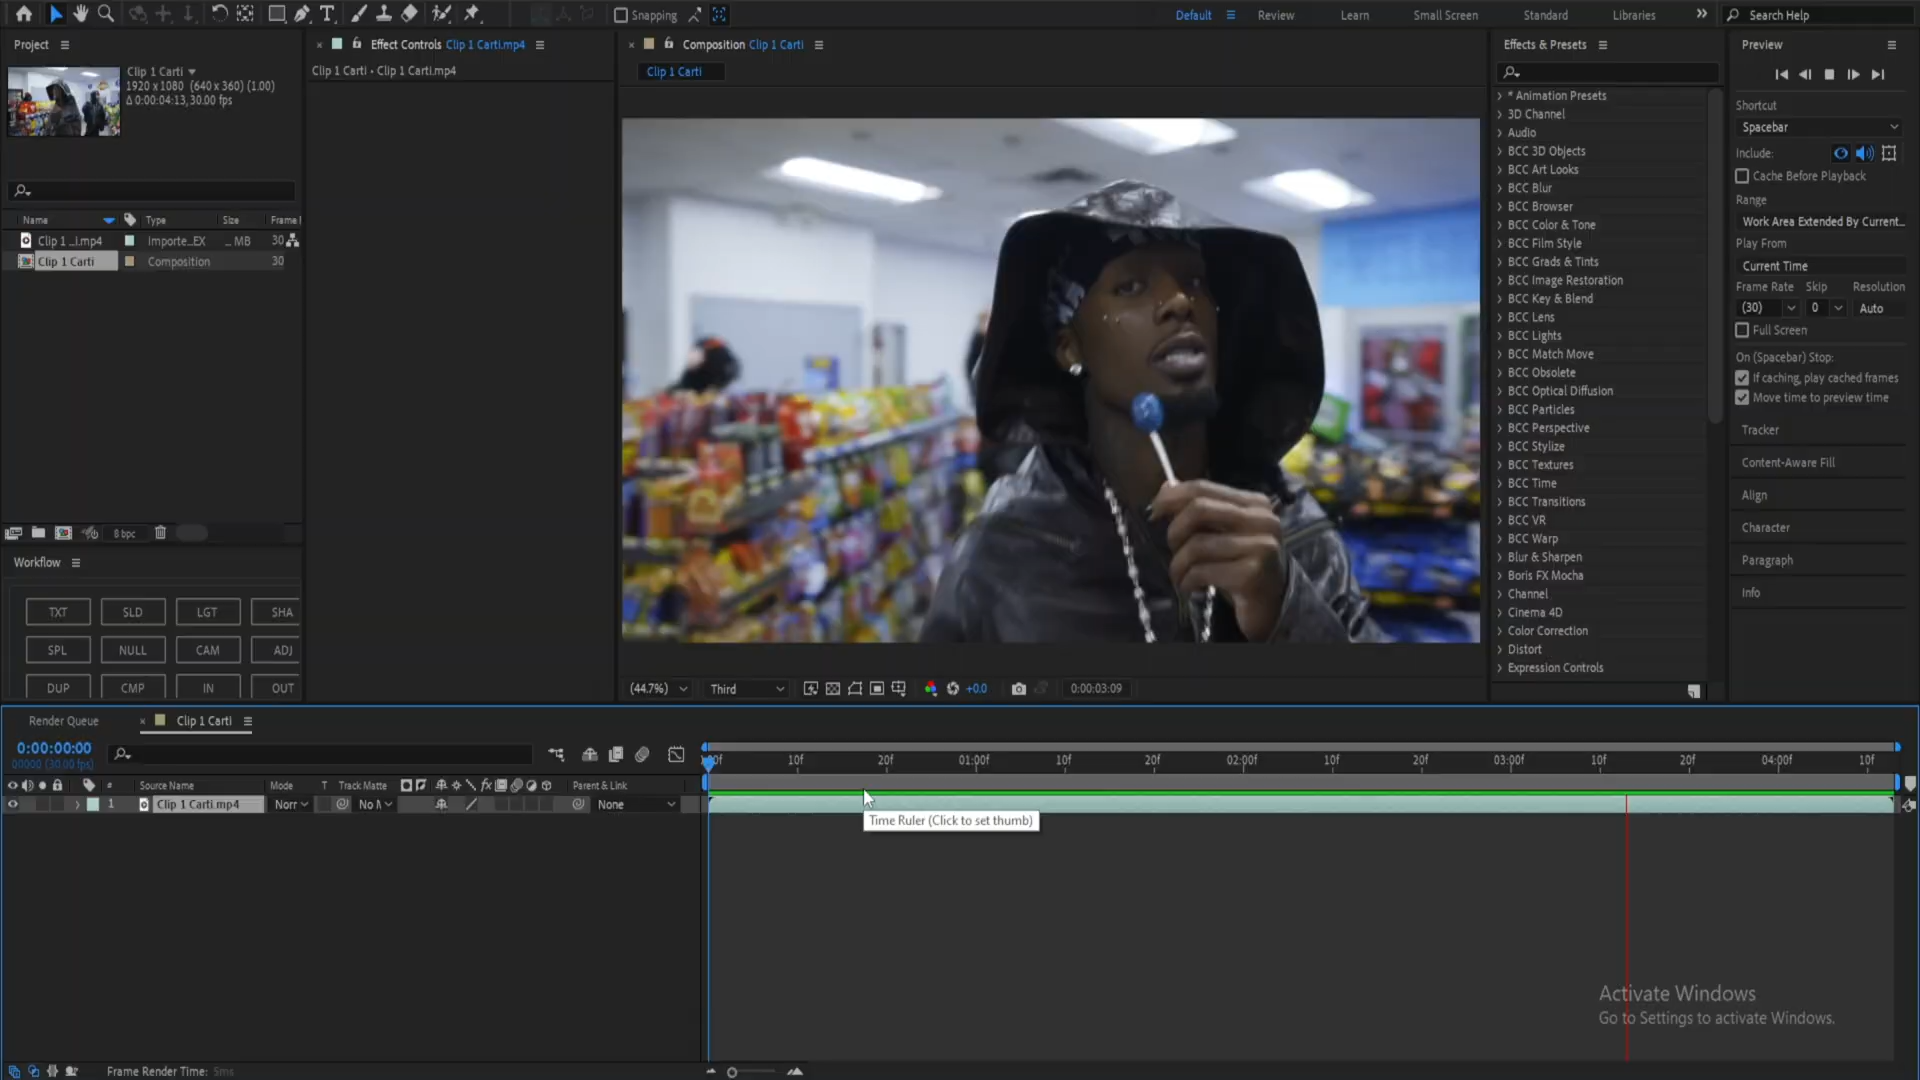 Snapping
Default
Review
Learn
Small Screen
Standard
Libraries
Search Help
Project
Effect Controls Clip 1 Carti.mp4
Composition Clip 1 Carti
Effects & Presets
Preview
Clip 1 Carti • Clip 1 Carti.mp4
Clip 1 Carti
Clip 1 Carti
1920 x 1080 (640 x 360) (1.00)
Δ 0:00:04:13, 30.00 fps
Name
Type
Size
Frame
Clip 1 _i.mp4
Importe...EX
... MB
30
Clip 1 Carti
Composition
30
8 bpc
Workflow
TXT
SLD
LGT
SHA
SPL
NULL
CAM
ADJ
DUP
CMP
IN
OUT
(44.7%)
Third
+0.0
0:00:03:09
* Animation Presets
3D Channel
Audio
BCC 3D Objects
BCC Art Looks
BCC Blur
BCC Browser
BCC Color & Tone
BCC Film Style
BCC Grads & Tints
BCC Image Restoration
BCC Key & Blend
BCC Lens
BCC Lights
BCC Match Move
BCC Obsolete
BCC Optical Diffusion
BCC Particles
BCC Perspective
BCC Stylize
BCC Textures
BCC Time
BCC Transitions
BCC VR
BCC Warp
Blur & Sharpen
Boris FX Mocha
Channel
Cinema 4D
Color Correction
Distort
Expression Controls
Shortcut
Spacebar
Include:
Cache Before Playback
Range
Work Area Extended By Current...
Play From
Current Time
Frame Rate
Skip
Resolution
(30)
0
Auto
Full Screen
On (Spacebar) Stop:
If caching, play cached frames
Move time to preview time
Tracker
Content-Aware Fill
Align
Character
Paragraph
Info
Render Queue
Clip 1 Carti
0:00:00:00
00000 (30.00 fps)
#
Source Name
Mode
T
Track Matte
Parent & Link
1
Clip 1 Carti.mp4
Norr
No M
None
10f
20f
01:00f
10f
20f
02:00f
10f
20f
03:00f
10f
20f
04:00f
10f
Time Ruler (Click to set thumb)
Activate Windows
Go to Settings to activate Windows.
Frame Render Time: 5ms